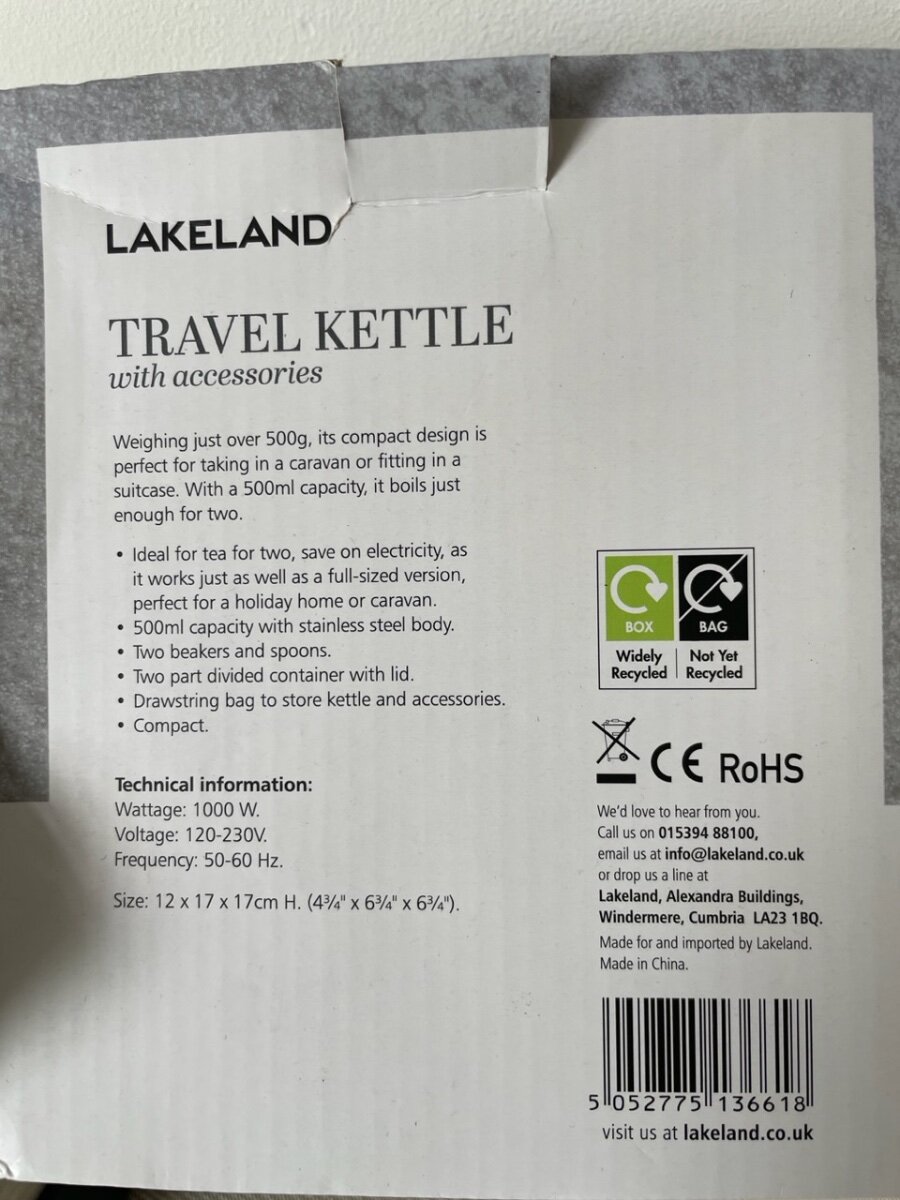 LAKELAND
TRAVEL KETTLE
with accessories
Weighing just over 500g, its compact design is
perfect for taking in a caravan or fitting in a
suitcase. With a 500ml capacity, it boils just
enough for two.
• Ideal for tea for two, save on electricity, as
it works just as well as a full-sized version,
perfect for a holiday home or caravan.
• 500ml capacity with stainless steel body.
• Two beakers and spoons.
• Two part divided container with lid.
• Drawstring bag to store kettle and accessories.
• Compact.
Technical information:
Wattage: 1000 W.
Voltage: 120-230V.
Frequency: 50-60 Hz.
Size: 12 x 17 x 17cm H. (4¾" x 6¾" x 6¾").
BOX BAG
Widely Not Yet
Recycled Recycled
CE RoHS
We'd love to hear from you.
Call us on 015394 88100,
email us at info@lakeland.co.uk
or drop us a line at
Lakeland, Alexandra Buildings,
Windermere, Cumbria LA23 1BQ.
Made for and imported by Lakeland.
Made in China.
5 052775 136618
visit us at lakeland.co.uk